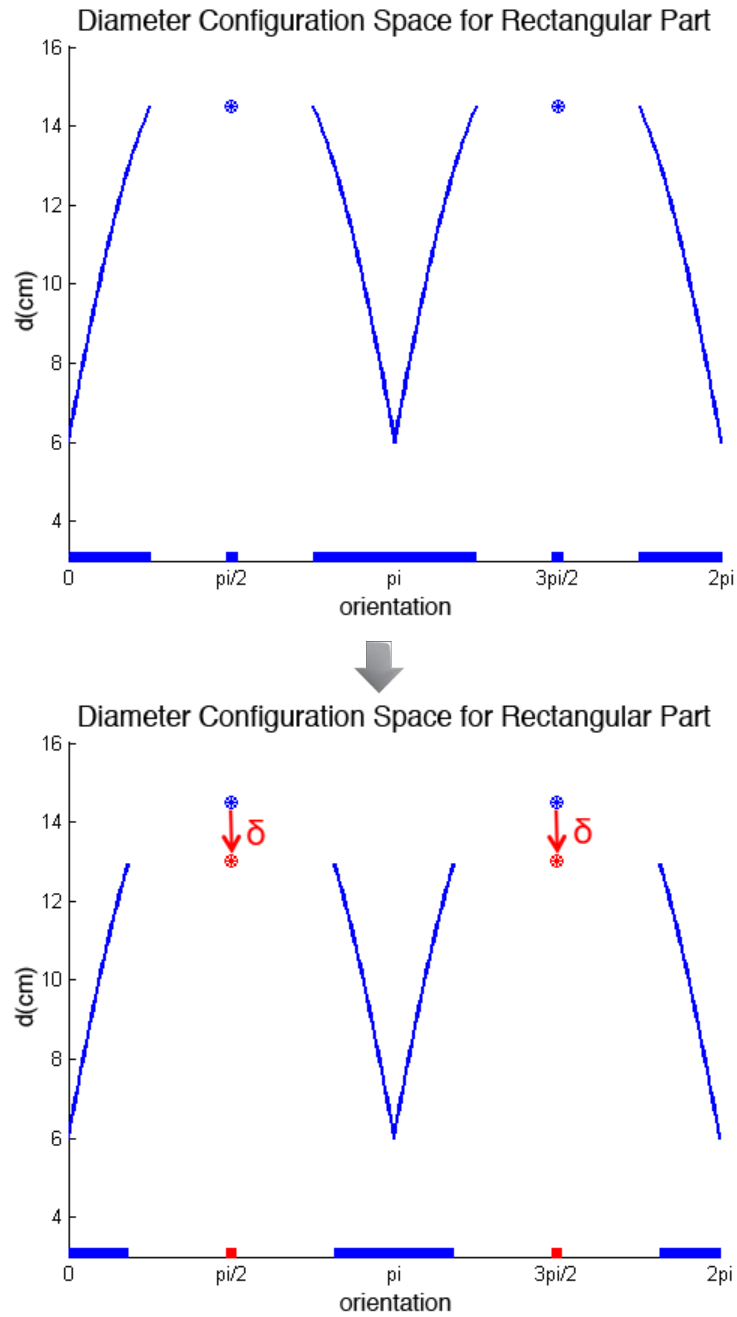 Diameter Configuration Space for Rectangular Part
16
14
12
10
8
6
4
d(cm)
0 pi/2 pi 3pi/2 2pi
orientation
Diameter Configuration Space for Rectangular Part
16
14
δ δ
12
10
8
6
4
d(cm)
0 pi/2 pi 3pi/2 2pi
orientation